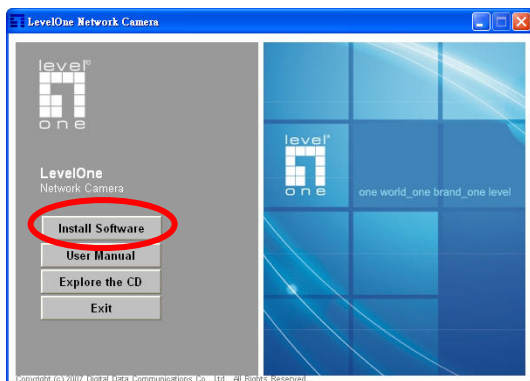 LevelOne Network Camera
level®
one
LevelOne
Network Camera
Install Software
User Manual
Explore the CD
Exit
level®
one
one world_one brand_one level
Copyright (c) 2007 Digital Data Communications Co., Ltd. All Rights Reserved.